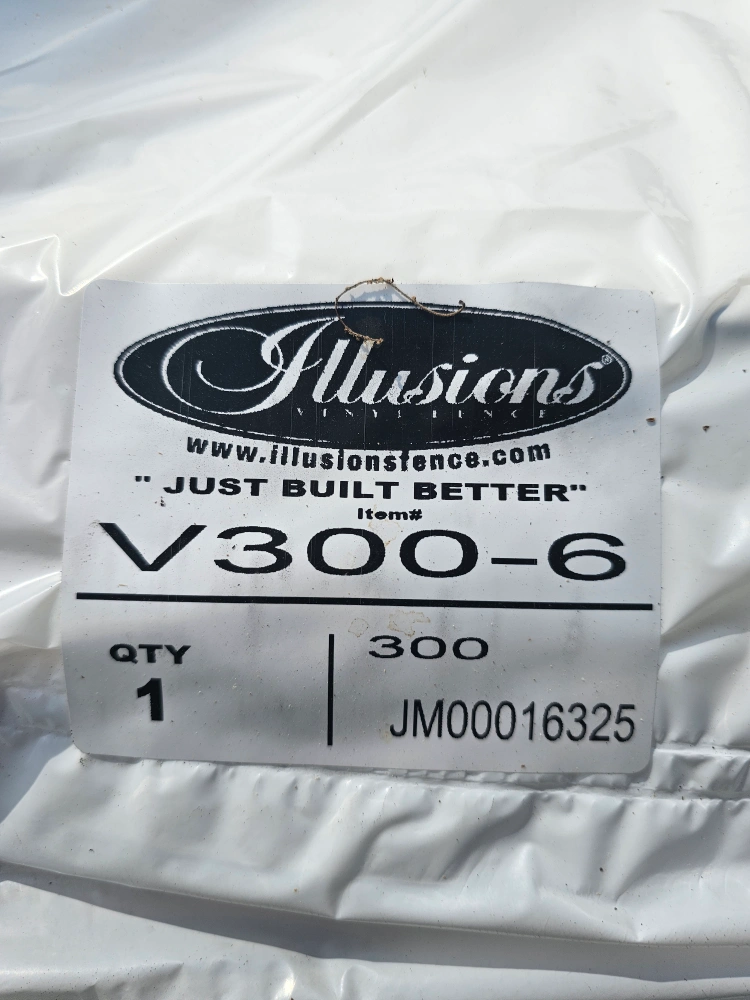 Illusions®
VINYL FENCE
www.illusionsfence.com
" JUST BUILT BETTER"
Item#
V300-6
QTY
1
300
JM00016325